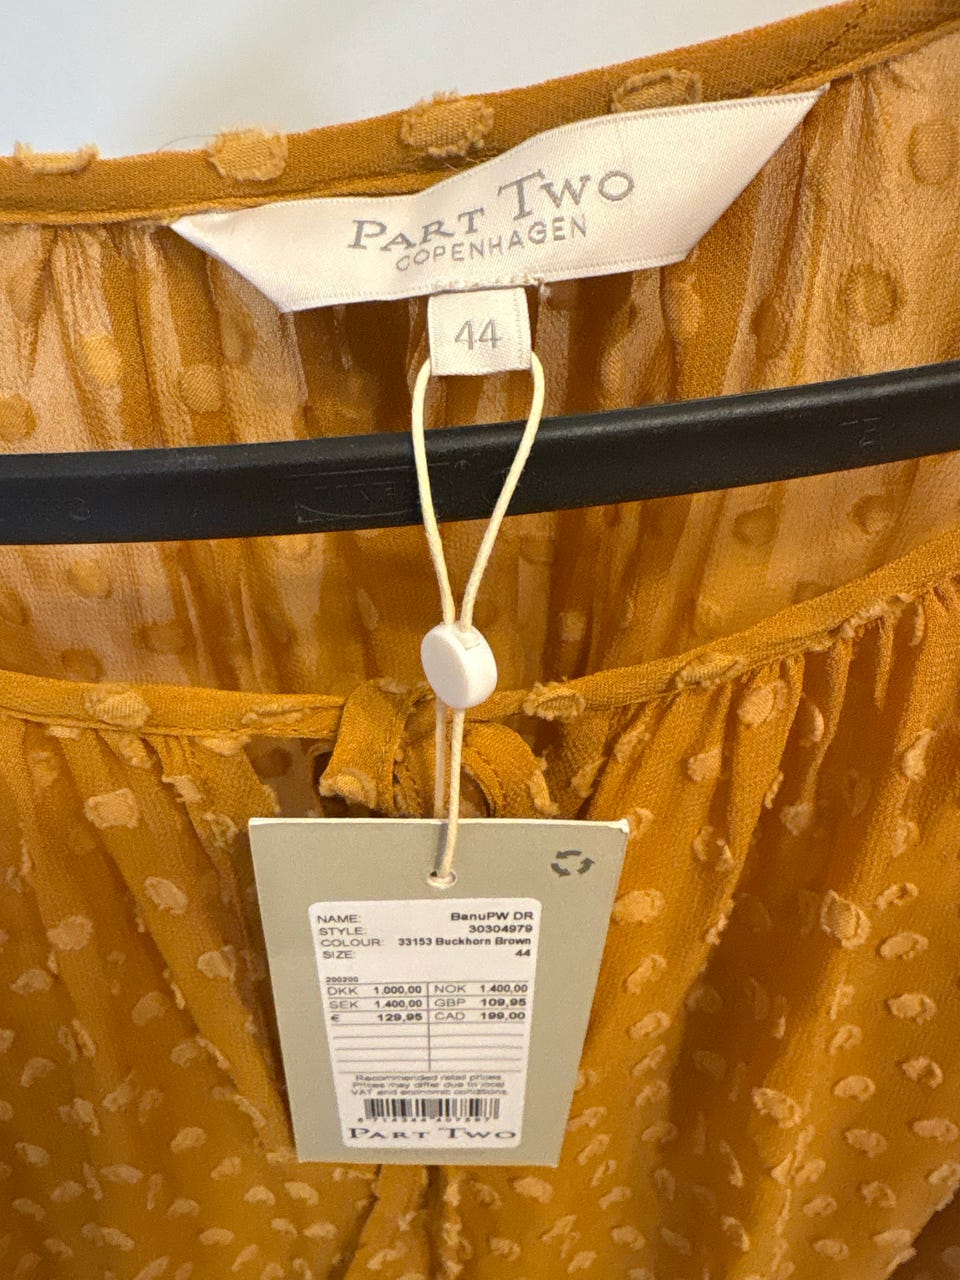 PART TWO
COPENHAGEN
44
NAME: BanuPW DR
STYLE: 30304979
COLOUR: 33153 Buckhorn Brown
SIZE: 44
200200
DKK 1.000,00 NOK 1.400,00
SEK 1.400,00 GBP 109,95
€ 129,95 CAD 199,00
Recommended retail prices
Prices may differ due to local
VAT and economic conditions
PART TWO